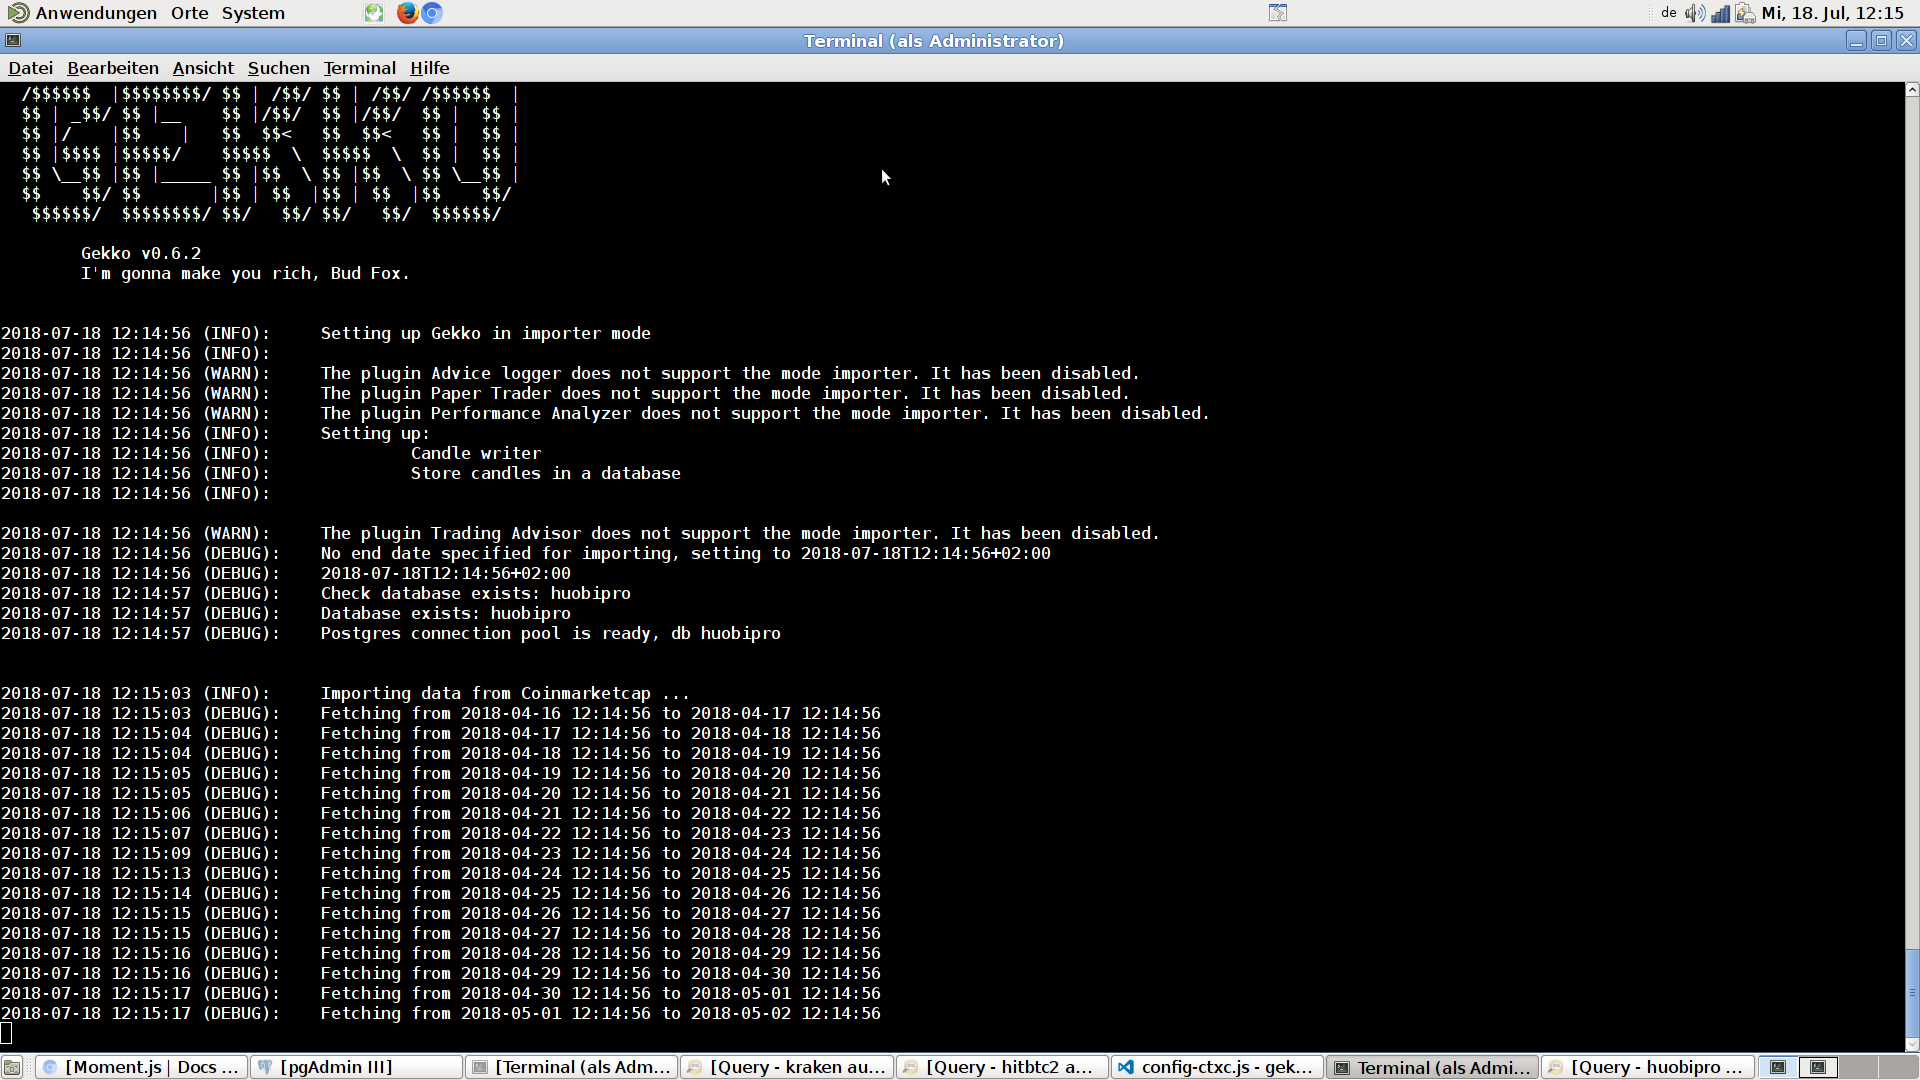 Anwendungen Orte System
de Mi, 18. Jul, 12:15
Terminal (als Administrator)
Datei Bearbeiten Ansicht Suchen Terminal Hilfe
 /$$$$$$  |$$$$$$$$/ $$ | /$$/ $$ | /$$/ /$$$$$$  |
 $$ | _$$/ $$ |__    $$ |/$$/  $$ |/$$/  $$ |  $$ |
 $$ |/    |$$    |   $$  $$<   $$  $$<   $$ |  $$ |
 $$ |$$$$ |$$$$$/    $$$$$  \  $$$$$  \  $$ |  $$ |
 $$ \__$$ |$$ |_____ $$ |$$  \ $$ |$$  \ $$ \__$$ |
 $$    $$/ $$       |$$ | $$  |$$ | $$  |$$    $$/
  $$$$$$/  $$$$$$$$/ $$/   $$/ $$/   $$/  $$$$$$/
Gekko v0.6.2
I'm gonna make you rich, Bud Fox.
2018-07-18 12:14:56 (INFO): Setting up Gekko in importer mode
2018-07-18 12:14:56 (INFO):
2018-07-18 12:14:56 (WARN): The plugin Advice logger does not support the mode importer. It has been disabled.
2018-07-18 12:14:56 (WARN): The plugin Paper Trader does not support the mode importer. It has been disabled.
2018-07-18 12:14:56 (WARN): The plugin Performance Analyzer does not support the mode importer. It has been disabled.
2018-07-18 12:14:56 (INFO): Setting up:
2018-07-18 12:14:56 (INFO): Candle writer
2018-07-18 12:14:56 (INFO): Store candles in a database
2018-07-18 12:14:56 (INFO):
2018-07-18 12:14:56 (WARN): The plugin Trading Advisor does not support the mode importer. It has been disabled.
2018-07-18 12:14:56 (DEBUG): No end date specified for importing, setting to 2018-07-18T12:14:56+02:00
2018-07-18 12:14:56 (DEBUG): 2018-07-18T12:14:56+02:00
2018-07-18 12:14:57 (DEBUG): Check database exists: huobipro
2018-07-18 12:14:57 (DEBUG): Database exists: huobipro
2018-07-18 12:14:57 (DEBUG): Postgres connection pool is ready, db huobipro
2018-07-18 12:15:03 (INFO): Importing data from Coinmarketcap ...
2018-07-18 12:15:03 (DEBUG): Fetching from 2018-04-16 12:14:56 to 2018-04-17 12:14:56
2018-07-18 12:15:04 (DEBUG): Fetching from 2018-04-17 12:14:56 to 2018-04-18 12:14:56
2018-07-18 12:15:04 (DEBUG): Fetching from 2018-04-18 12:14:56 to 2018-04-19 12:14:56
2018-07-18 12:15:05 (DEBUG): Fetching from 2018-04-19 12:14:56 to 2018-04-20 12:14:56
2018-07-18 12:15:05 (DEBUG): Fetching from 2018-04-20 12:14:56 to 2018-04-21 12:14:56
2018-07-18 12:15:06 (DEBUG): Fetching from 2018-04-21 12:14:56 to 2018-04-22 12:14:56
2018-07-18 12:15:07 (DEBUG): Fetching from 2018-04-22 12:14:56 to 2018-04-23 12:14:56
2018-07-18 12:15:09 (DEBUG): Fetching from 2018-04-23 12:14:56 to 2018-04-24 12:14:56
2018-07-18 12:15:13 (DEBUG): Fetching from 2018-04-24 12:14:56 to 2018-04-25 12:14:56
2018-07-18 12:15:14 (DEBUG): Fetching from 2018-04-25 12:14:56 to 2018-04-26 12:14:56
2018-07-18 12:15:15 (DEBUG): Fetching from 2018-04-26 12:14:56 to 2018-04-27 12:14:56
2018-07-18 12:15:15 (DEBUG): Fetching from 2018-04-27 12:14:56 to 2018-04-28 12:14:56
2018-07-18 12:15:16 (DEBUG): Fetching from 2018-04-28 12:14:56 to 2018-04-29 12:14:56
2018-07-18 12:15:16 (DEBUG): Fetching from 2018-04-29 12:14:56 to 2018-04-30 12:14:56
2018-07-18 12:15:17 (DEBUG): Fetching from 2018-04-30 12:14:56 to 2018-05-01 12:14:56
2018-07-18 12:15:17 (DEBUG): Fetching from 2018-05-01 12:14:56 to 2018-05-02 12:14:56
[Moment.js | Docs ... [pgAdmin III] [Terminal (als Adm... [Query - kraken au... [Query - hitbtc2 a... config-ctxc.js - gek... Terminal (als Admi... [Query - huobipro ...